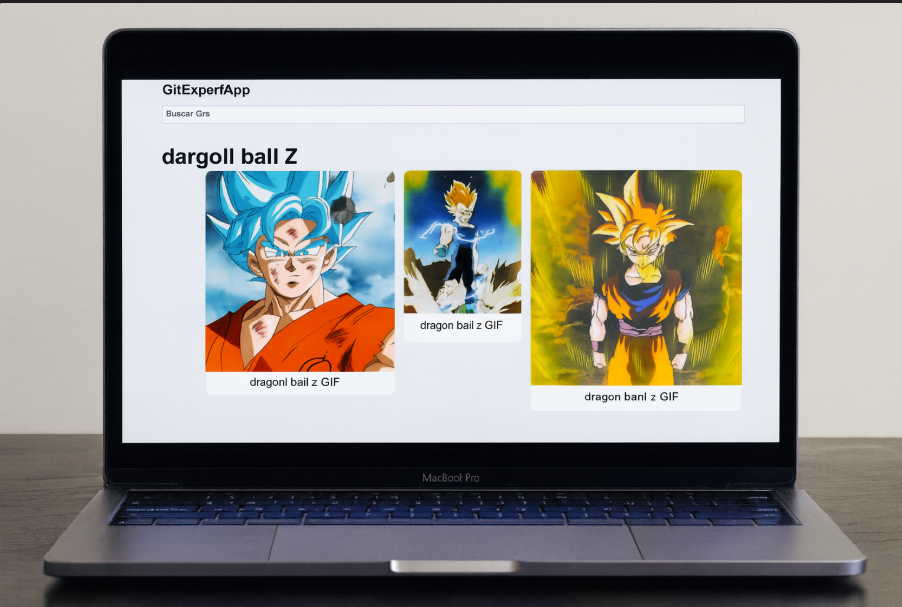 GitExperfApp
Buscar Grs
dargoll ball Z
dragonl bail z GIF
dragon bail z GIF
dragon banl z GIF
MacBool Pro